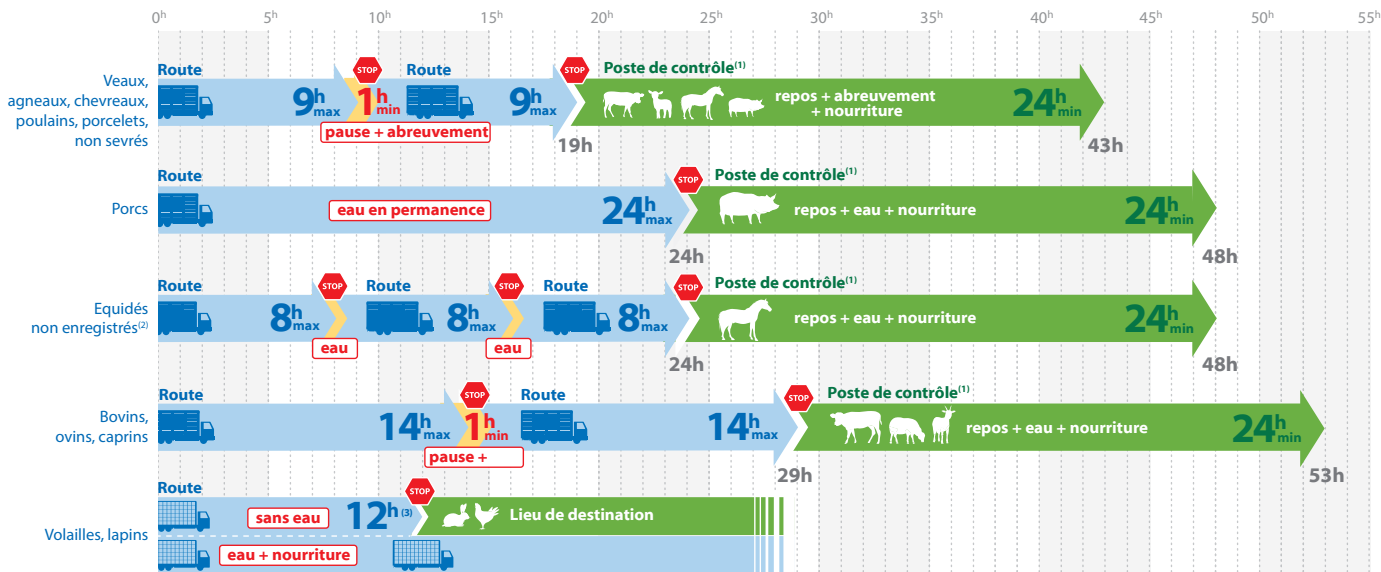 0h 5h 10h 15h 20h 25h 30h 35h 40h 45h 50h 55h
Veaux,
agneaux, chevreaux,
poulains, porcelets,
non sevrés
Route
9h max
STOP
1h min
pause + abreuvement
Route
9h max
STOP
19h
Poste de contrôle(1)
repos + abreuvement
+ nourriture
24h min
43h
Porcs
Route
eau en permanence
24h max
STOP
24h
Poste de contrôle(1)
repos + eau + nourriture
24h min
48h
Equidés
non enregistrés(2)
Route
8h max
STOP
eau
Route
8h max
STOP
eau
Route
8h max
STOP
24h
Poste de contrôle(1)
repos + eau + nourriture
24h min
48h
Bovins,
ovins, caprins
Route
14h max
STOP
1h min
pause +
Route
14h max
STOP
29h
Poste de contrôle(1)
repos + eau + nourriture
24h min
53h
Volailles, lapins
Route
sans eau
12h (3)
STOP
Lieu de destination
eau + nourriture